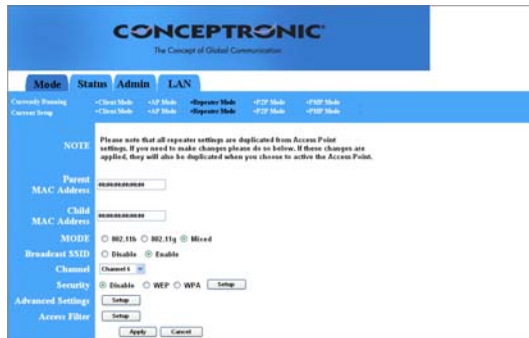 CONCEPTRONIC
The Concept of Global Communication
Mode Status Admin LAN
Currently Running •Client Mode •AP Mode •Repeater Mode •P2P Mode •PMP Mode
Current Setup •Client Mode •AP Mode •Repeater Mode •P2P Mode •PMP Mode
NOTE
Please note that all repeater settings are duplicated from Access Point
settings. If you need to make changes please do so below. If these changes are
applied, they will also be duplicated when you choose to active the Access Point.
Parent
MAC Address
00:00:00:00:00:00
Child
MAC Address
00:00:00:00:00:00
MODE 802.11b 802.11g Mixed
Broadcast SSID Disable Enable
Channel Channel 6
Security Disable WEP WPA Setup
Advanced Settings Setup
Access Filter Setup
Apply Cancel